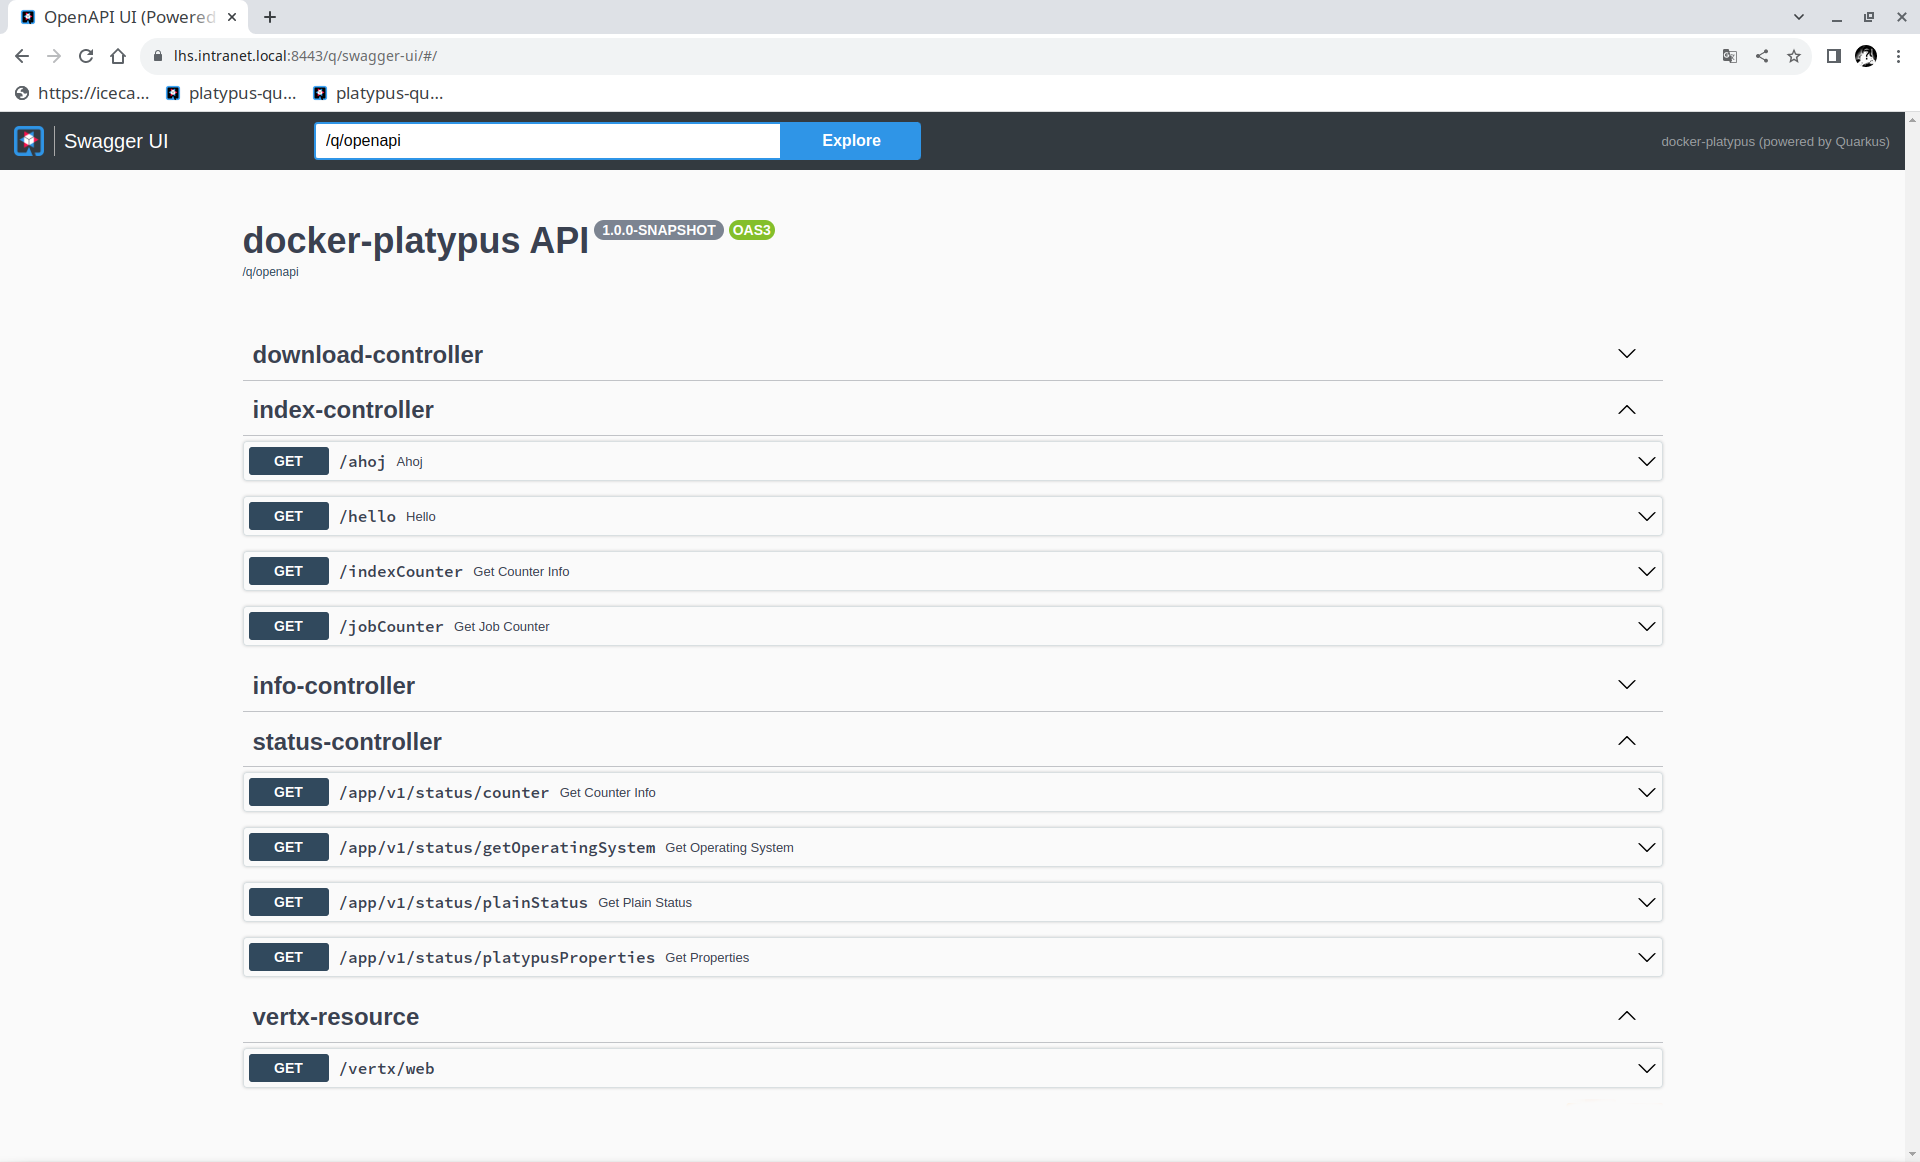 OpenAPI UI (Powered
lhs.intranet.local:8443/q/swagger-ui/#/
https://iceca... platypus-qu... platypus-qu...
Swagger UI /q/openapi Explore docker-platypus (powered by Quarkus)
docker-platypus API 1.0.0-SNAPSHOT OAS3
/q/openapi
download-controller
index-controller
GET /ahoj Ahoj
GET /hello Hello
GET /indexCounter Get Counter Info
GET /jobCounter Get Job Counter
info-controller
status-controller
GET /app/v1/status/counter Get Counter Info
GET /app/v1/status/getOperatingSystem Get Operating System
GET /app/v1/status/plainStatus Get Plain Status
GET /app/v1/status/platypusProperties Get Properties
vertx-resource
GET /vertx/web